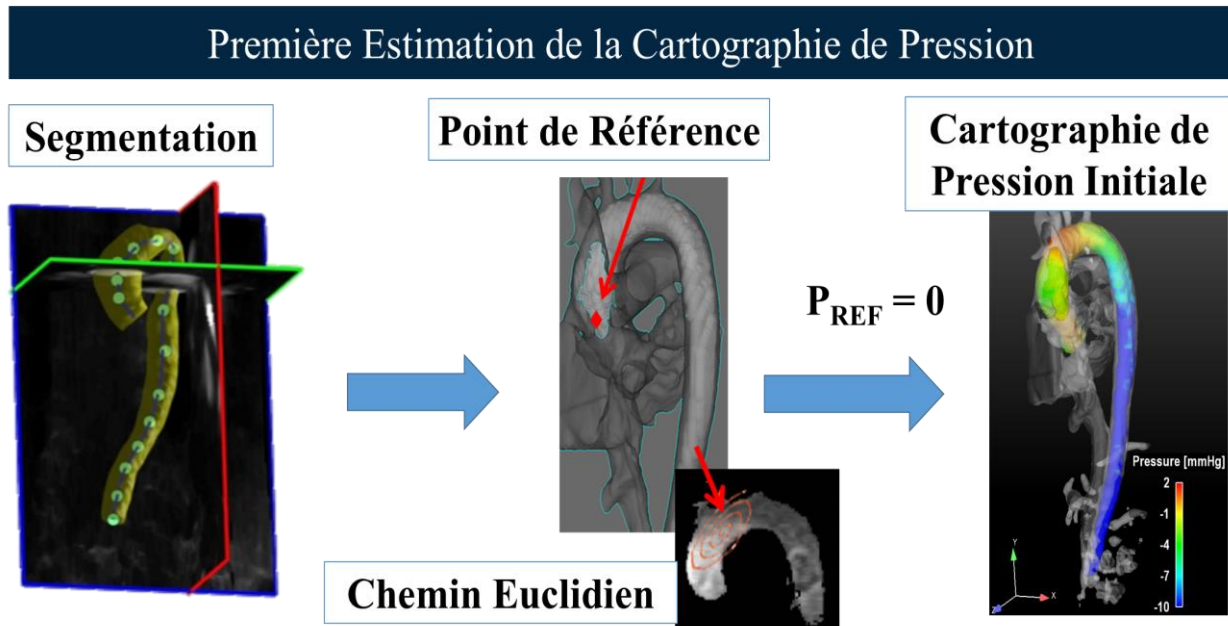 Première Estimation de la Cartographie de Pression
Segmentation
Point de Référence
Cartographie de
Pression Initiale
P_REF = 0
Chemin Euclidien
Pressure [mmHg]
2
-1
-4
-7
-10
Y
X
Z